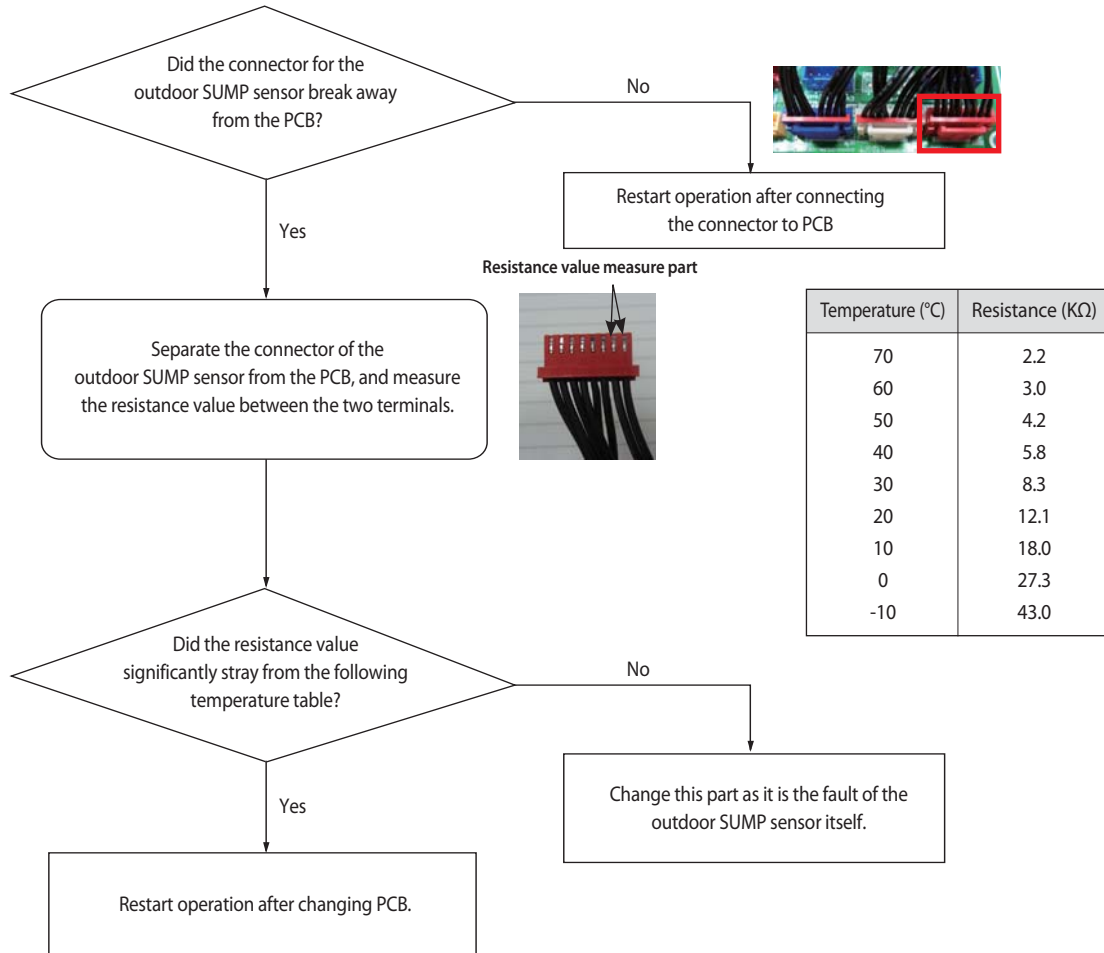 Did the connector for the
outdoor SUMP sensor break away
from the PCB?
No
Yes
Restart operation after connecting
the connector to PCB
Resistance value measure part
Separate the connector of the
outdoor SUMP sensor from the PCB, and measure
the resistance value between the two terminals.
Temperature (°C) Resistance (KΩ)
70 2.2
60 3.0
50 4.2
40 5.8
30 8.3
20 12.1
10 18.0
0 27.3
-10 43.0
Did the resistance value
significantly stray from the following
temperature table?
No
Yes
Change this part as it is the fault of the
outdoor SUMP sensor itself.
Restart operation after changing PCB.